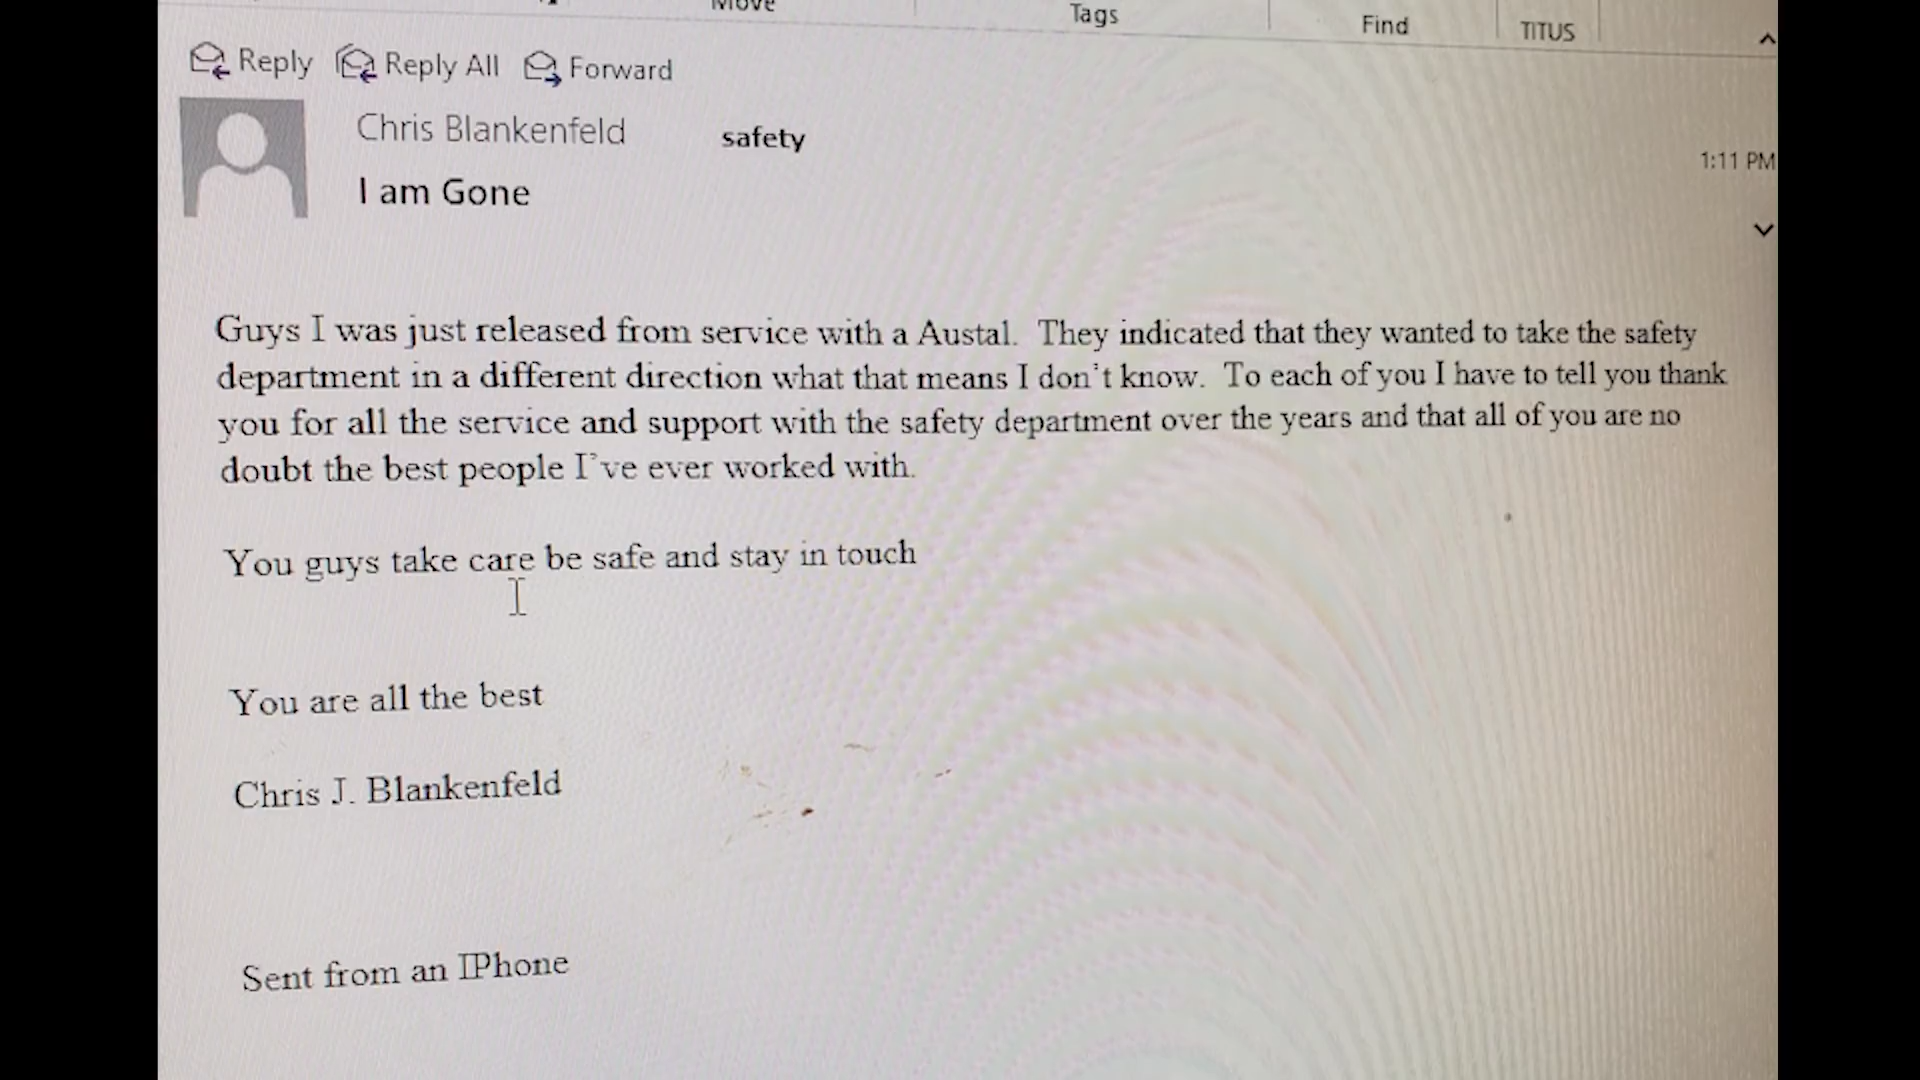 Move
Tags
Find
TITUS
Reply Reply All Forward
Chris Blankenfeld safety
1:11 PM
I am Gone
Guys I was just released from service with a Austal. They indicated that they wanted to take the safety
department in a different direction what that means I don't know. To each of you I have to tell you thank
you for all the service and support with the safety department over the years and that all of you are no
doubt the best people I've ever worked with.
You guys take care be safe and stay in touch
You are all the best
Chris J. Blankenfeld
Sent from an IPhone